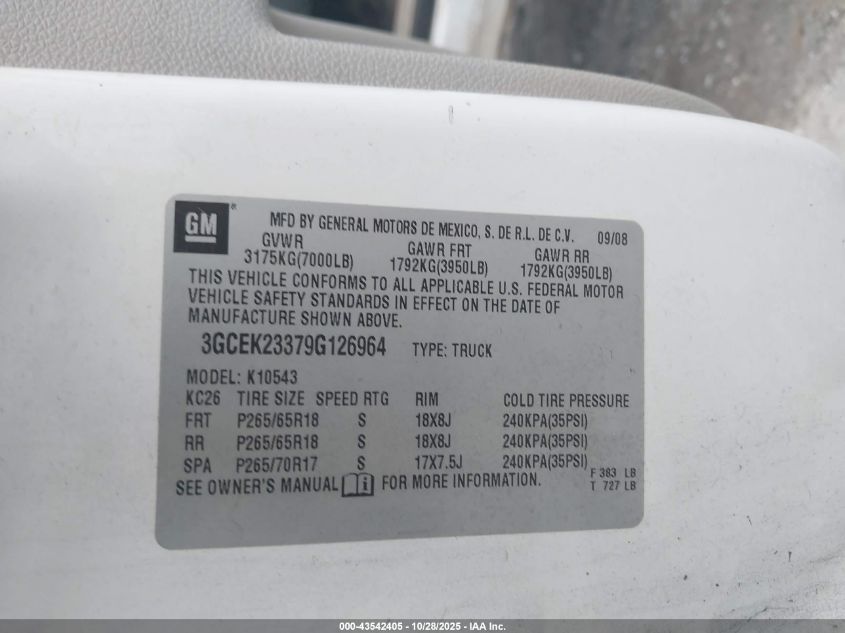 GM ® MFD BY GENERAL MOTORS DE MEXICO, S. DE R.L. DE C.V. 09/08
GVWR GAWR FRT GAWR RR
3175KG(7000LB) 1792KG(3950LB) 1792KG(3950LB)
THIS VEHICLE CONFORMS TO ALL APPLICABLE U.S. FEDERAL MOTOR
VEHICLE SAFETY STANDARDS IN EFFECT ON THE DATE OF
MANUFACTURE SHOWN ABOVE.
3GCEK23379G126964 TYPE: TRUCK
MODEL: K10543
KC26 TIRE SIZE SPEED RTG RIM COLD TIRE PRESSURE
FRT P265/65R18 S 18X8J 240KPA(35PSI)
RR P265/65R18 S 18X8J 240KPA(35PSI)
SPA P265/70R17 S 17X7.5J 240KPA(35PSI)
F 383 LB
SEE OWNER'S MANUAL i FOR MORE INFORMATION. T 727 LB
000-43542405 | 10/28/2025 - IAA Inc.